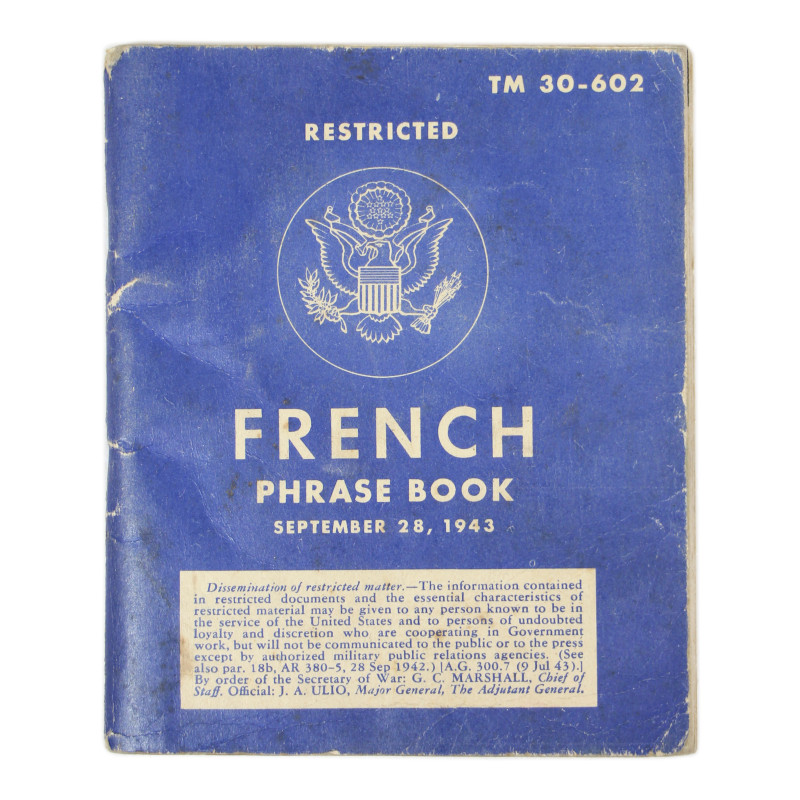 TM 30-602
RESTRICTED
FRENCH
PHRASE BOOK
SEPTEMBER 28, 1943
Dissemination of restricted matter.—The information contained
in restricted documents and the essential characteristics of
restricted material may be given to any person known to be in
the service of the United States and to persons of undoubted
loyalty and discretion who are cooperating in Government
work, but will not be communicated to the public or to the press
except by authorized military public relations agencies. (See
also par. 18b, AR 380-5, 28 Sep 1942.) [A.G. 300.7 (9 Jul 43).]
By order of the Secretary of War: G. C. MARSHALL, Chief of
Staff. Official: J. A. ULIO, Major General, The Adjutant General.